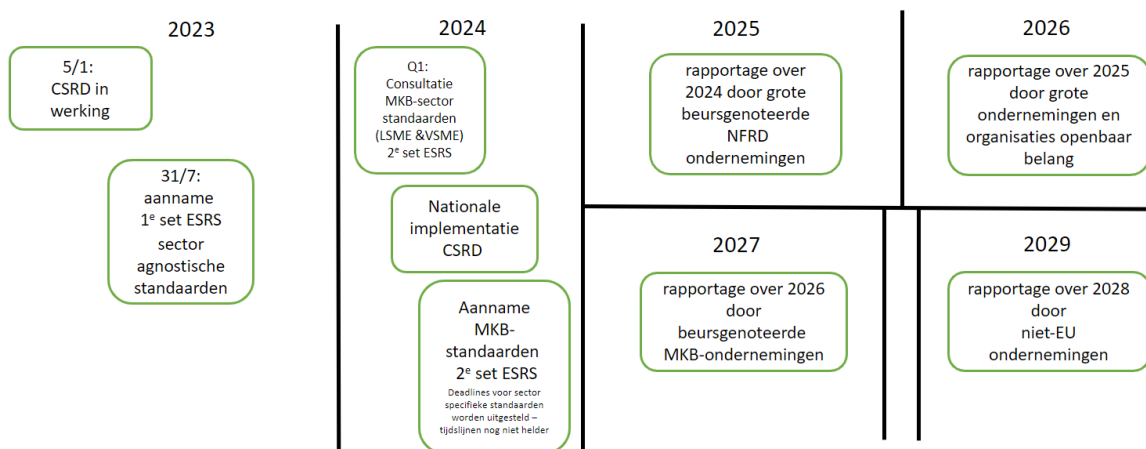 2023
5/1:
CSRD in
werking
31/7:
aanname
1e set ESRS
sector
agnostische
standaarden
2024
Q1:
Consultatie
MKB-sector
standaarden
(LSME &VSME)
2e set ESRS
Nationale
implementatie
CSRD
Aanname
MKB-
standaarden
2e set ESRS
Deadlines voor sector
specifieke standaarden
worden uitgesteld –
tijdslijnen nog niet helder
2025
rapportage over
2024 door grote
beursgenoteerde
NFRD
ondernemingen
2026
rapportage over 2025
door grote
ondernemingen en
organisaties openbaar
belang
2027
rapportage over 2026
door
beursgenoteerde
MKB-ondernemingen
2029
rapportage over 2028
door
niet-EU
ondernemingen